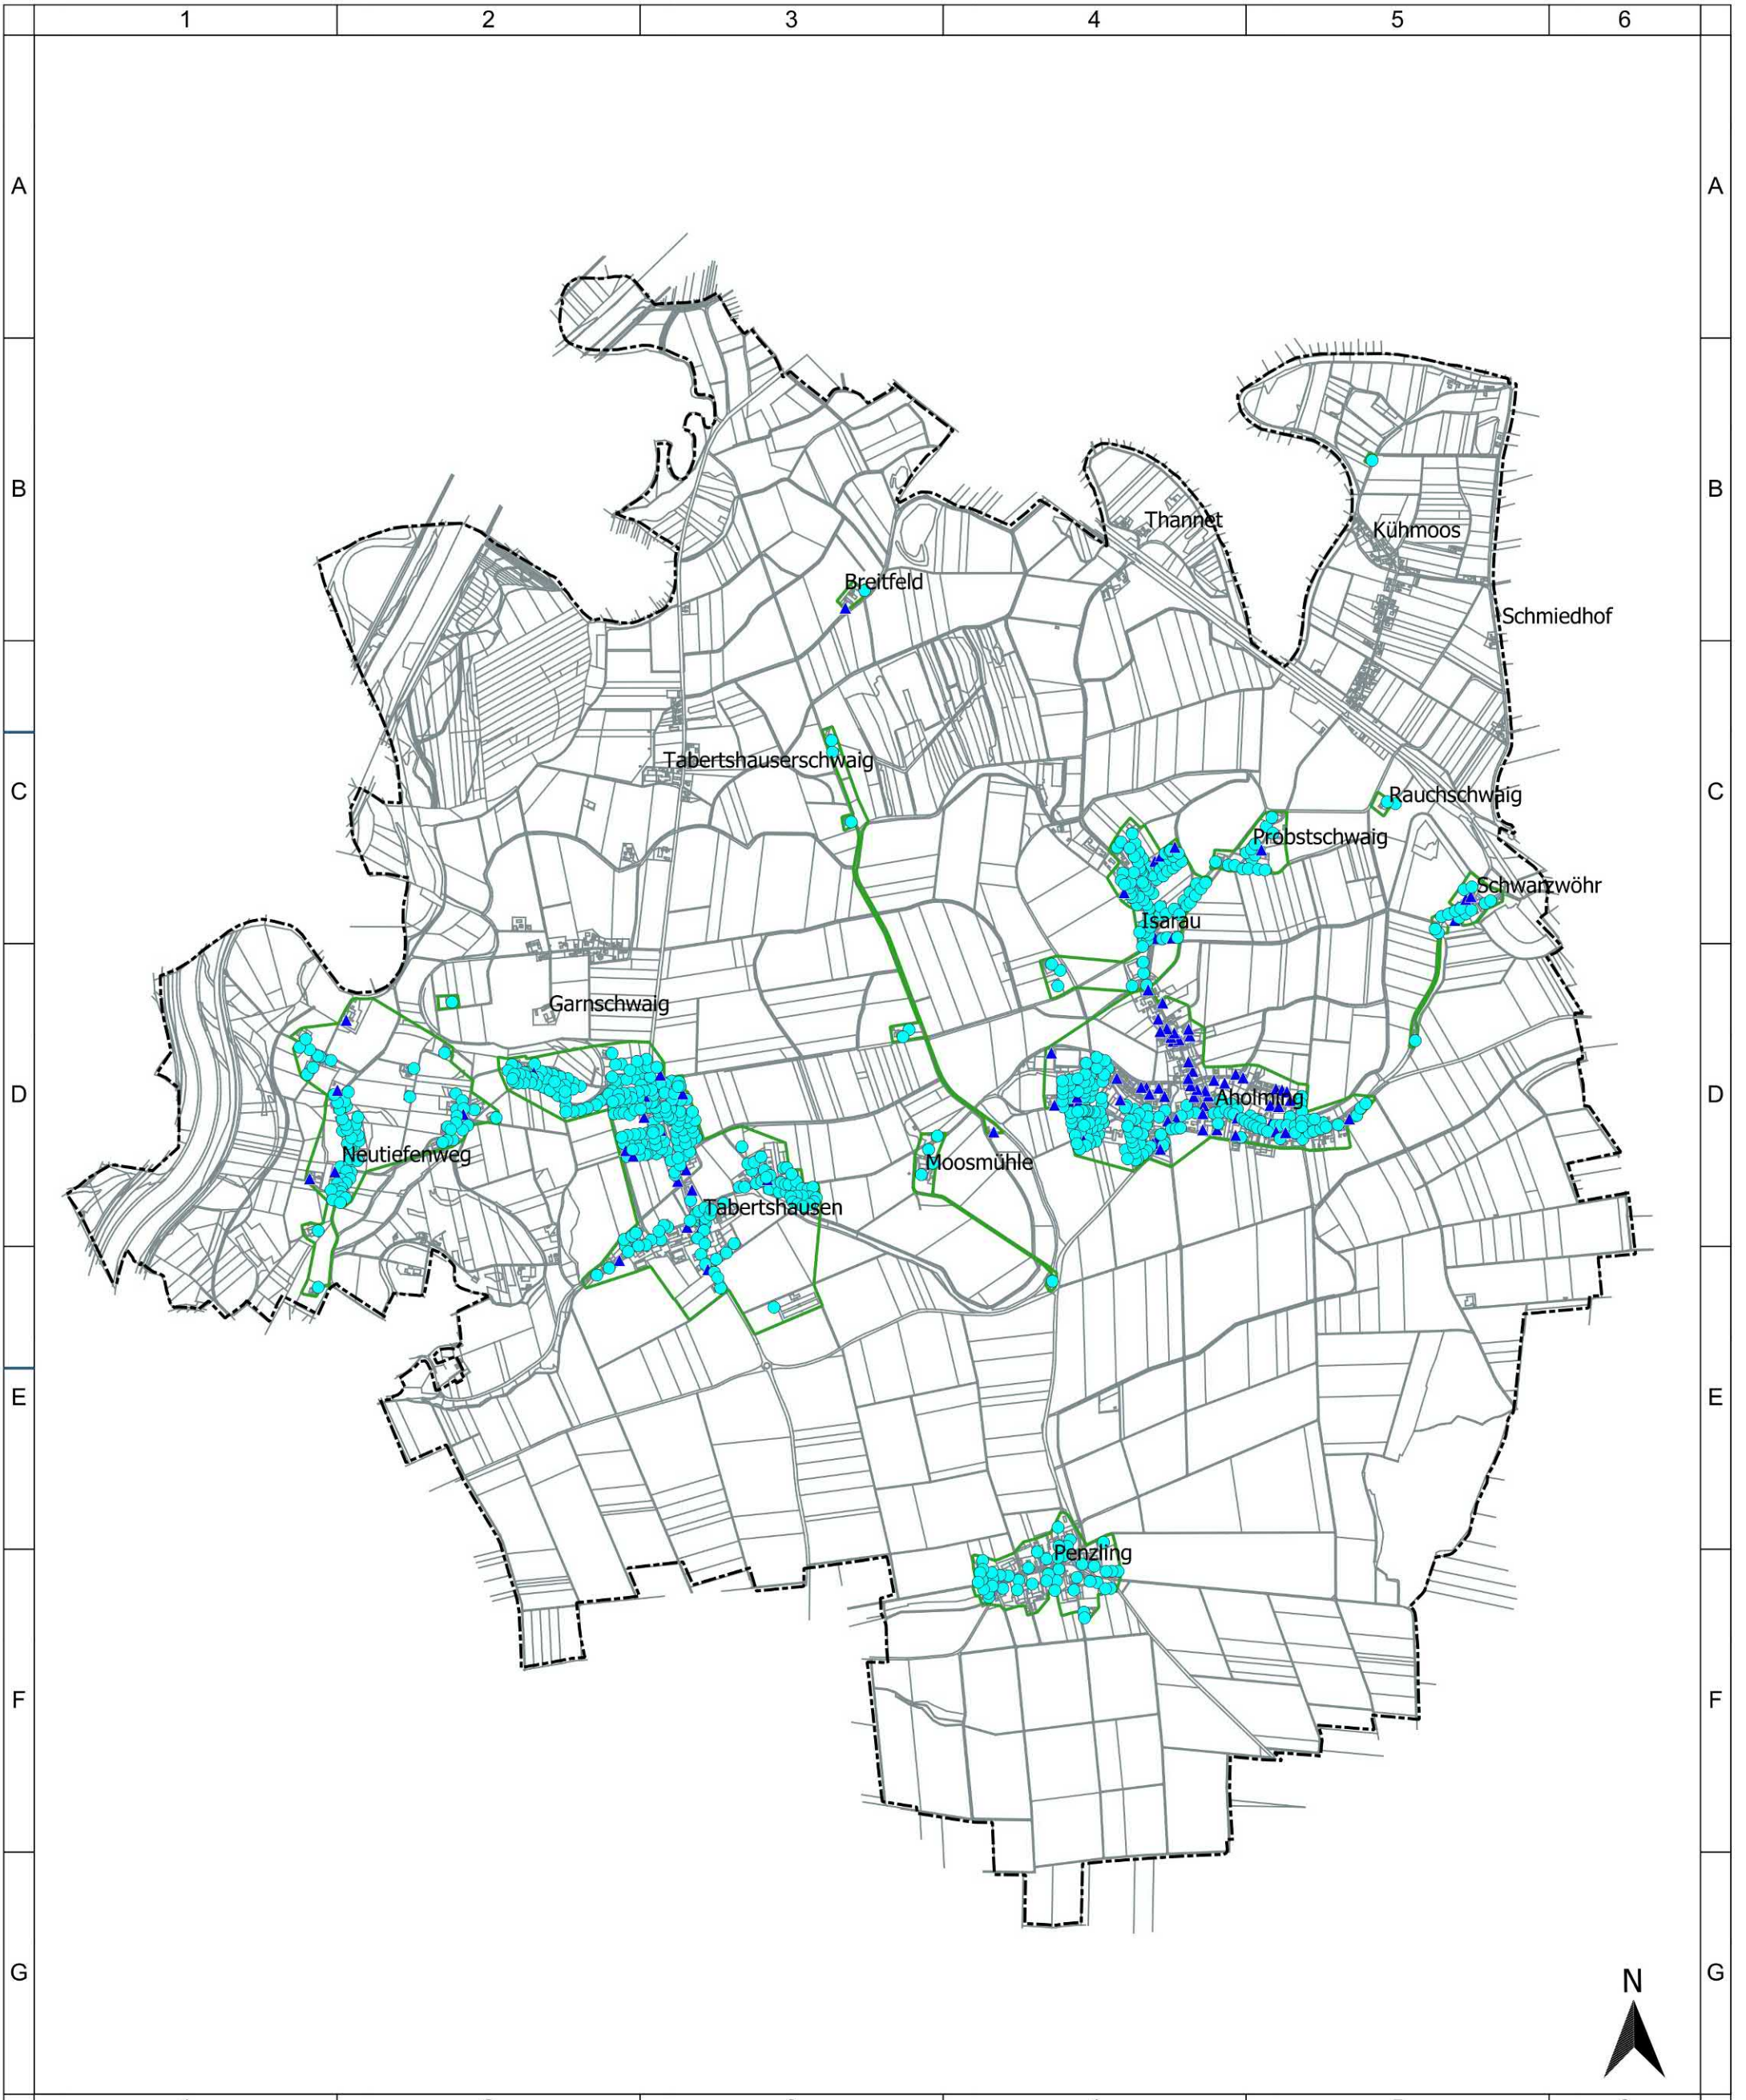 1 2 3 4 5 6
A A
B B
Thannet
Kühmoos
Breitfeld
Schmiedhof
Tabertshauserschwaig
C C
Rauchschwaig
Probstschwaig
Schwarzwöhr
Isarau
Garnschwaig
D D
Aholming
Neutiefenweg
Moosmühle
Tabertshausen
E E
Penzling
F F
G G
N